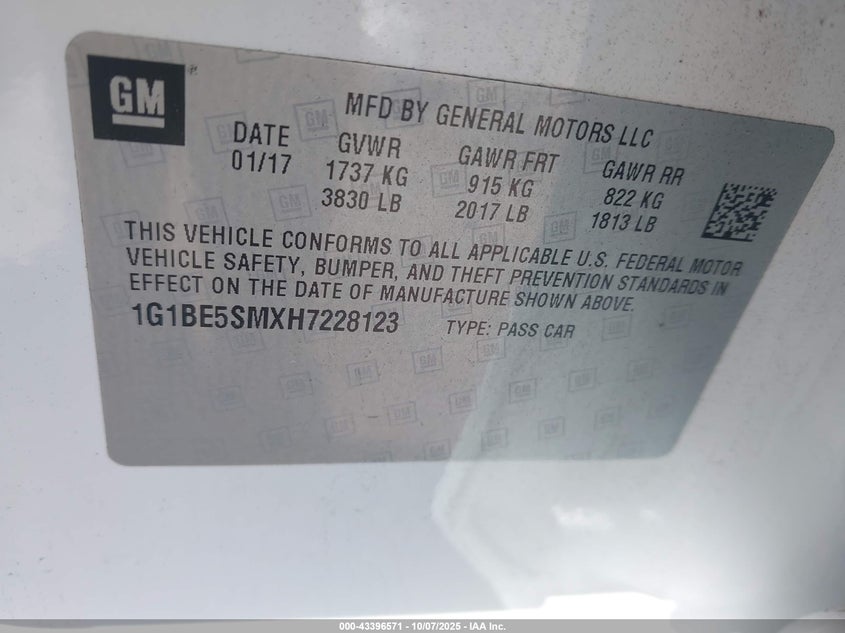 GM
MFD BY GENERAL MOTORS LLC
DATE GVWR GAWR FRT GAWR RR
01/17 1737 KG 915 KG 822 KG
3830 LB 2017 LB 1813 LB
THIS VEHICLE CONFORMS TO ALL APPLICABLE U.S. FEDERAL MOTOR
VEHICLE SAFETY, BUMPER, AND THEFT PREVENTION STANDARDS IN
EFFECT ON THE DATE OF MANUFACTURE SHOWN ABOVE.
1G1BE5SMXH7228123 TYPE: PASS CAR
000-43396571 | 10/07/2025 | IAA Inc.